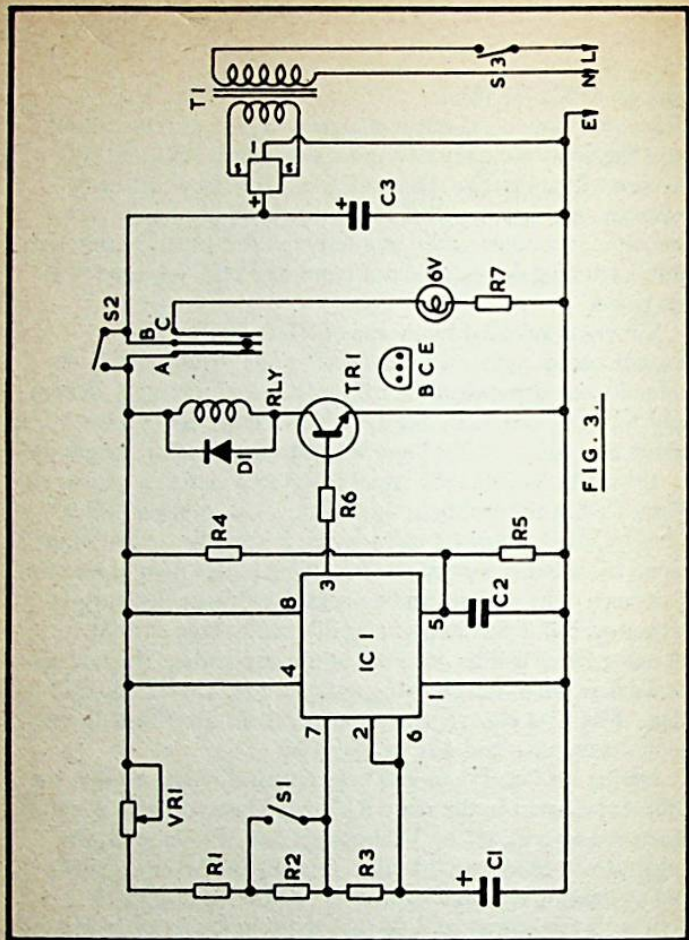 VR1
R1
S1
R2
R3
C1
+
4
8
7
2
6
3
5
1
IC 1
R4
R5
C2
R6
D1
RLY
TR1
B C E
S2
A
B
C
6V
R7
+
C3
+
-
s
s
T1
S3
E
N
L
FIG. 3.